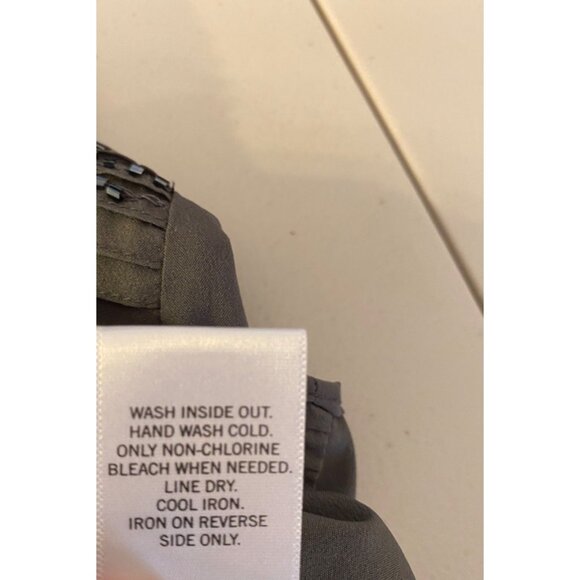 WASH INSIDE OUT.
HAND WASH COLD.
ONLY NON-CHLORINE
BLEACH WHEN NEEDED.
LINE DRY.
COOL IRON.
IRON ON REVERSE
SIDE ONLY.